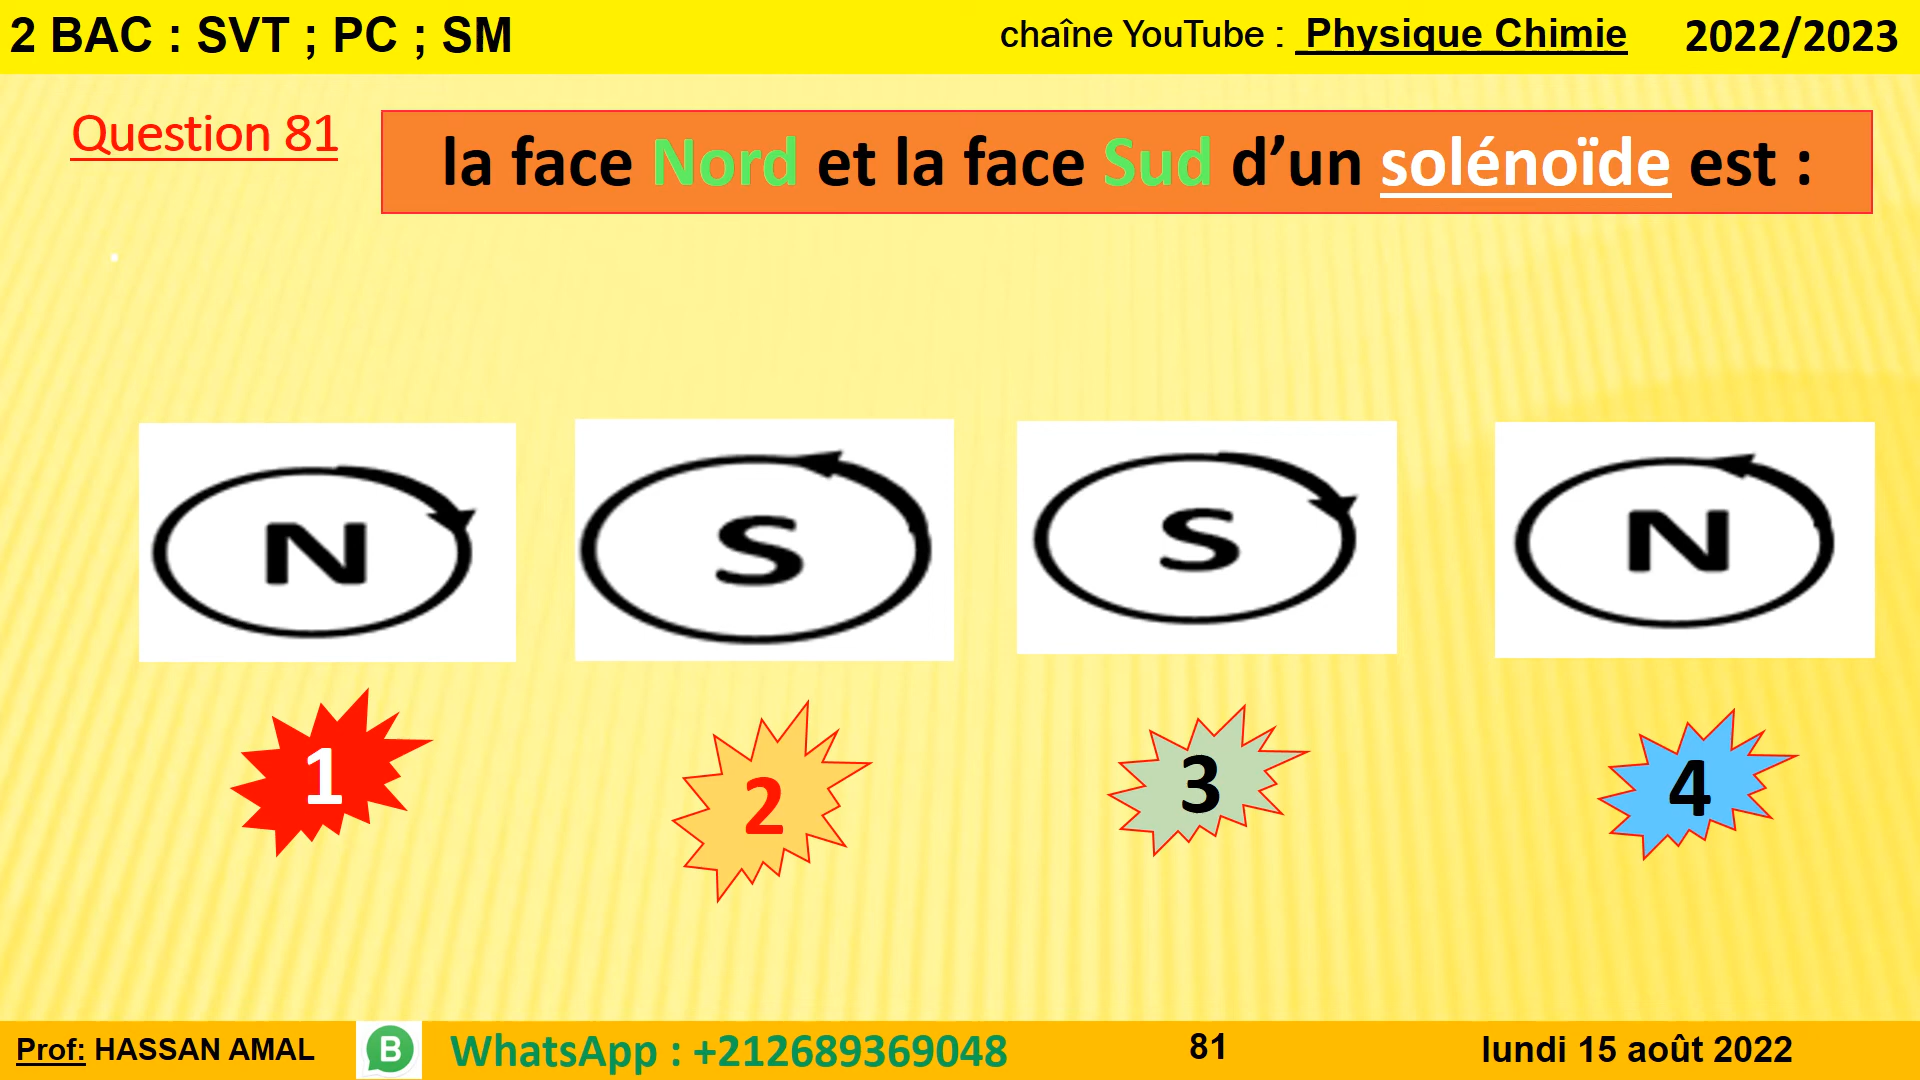 2 BAC : SVT ; PC ; SM
chaîne YouTube : Physique Chimie
2022/2023
Question 81
la face Nord et la face Sud d’un solénoïde est :
N
S
S
N
1
2
3
4
Prof: HASSAN AMAL
B
WhatsApp : +212689369048
81
lundi 15 août 2022